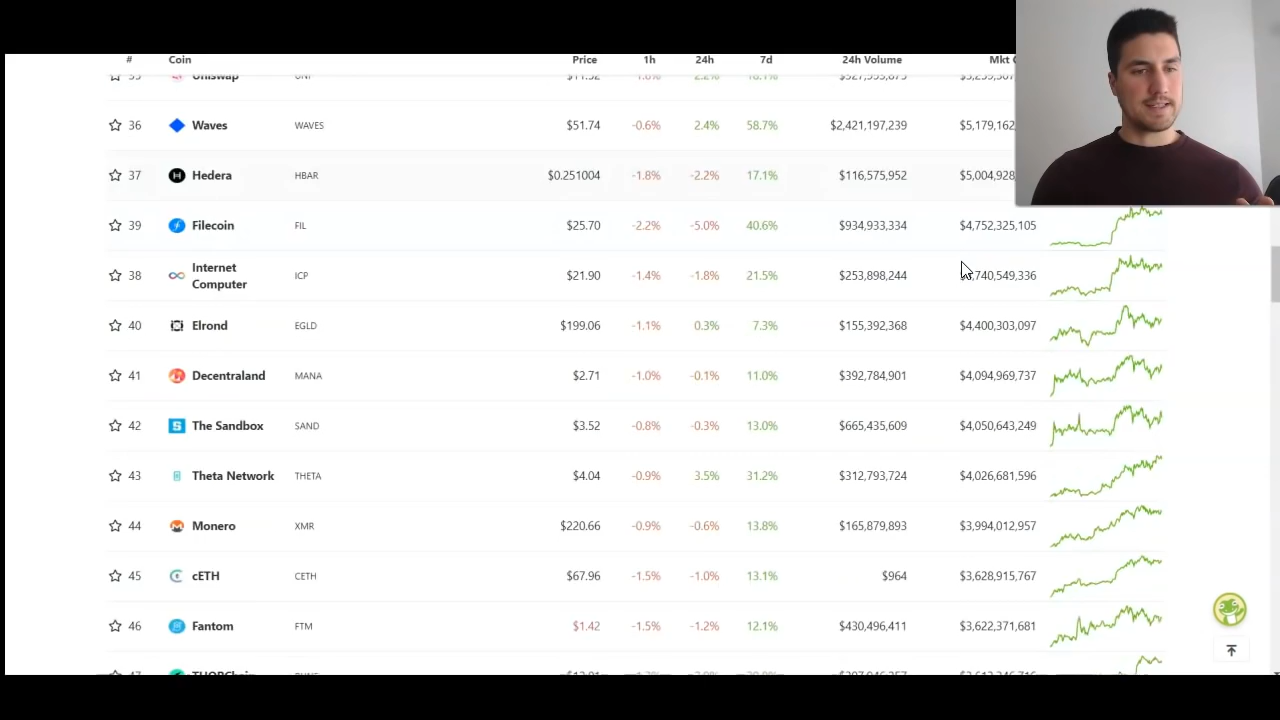 # Coin Price 1h 24h 7d 24h Volume Mkt
36 Waves WAVES $51.74 -0.6% 2.4% 58.7% $2,421,197,239 $5,179,162,
37 Hedera HBAR $0.251004 -1.8% -2.2% 17.1% $116,575,952 $5,004,928,
39 Filecoin FIL $25.70 -2.2% -5.0% 40.6% $934,933,334 $4,752,325,105
38 Internet Computer ICP $21.90 -1.4% -1.8% 21.5% $253,898,244 ,740,549,336
40 Elrond EGLD $199.06 -1.1% 0.3% 7.3% $155,392,368 $4,400,303,097
41 Decentraland MANA $2.71 -1.0% -0.1% 11.0% $392,784,901 $4,094,969,737
42 The Sandbox SAND $3.52 -0.8% -0.3% 13.0% $665,435,609 $4,050,643,249
43 Theta Network THETA $4.04 -0.9% 3.5% 31.2% $312,793,724 $4,026,681,596
44 Monero XMR $220.66 -0.9% -0.6% 13.8% $165,879,893 $3,994,012,957
45 cETH CETH $67.96 -1.5% -1.0% 13.1% $964 $3,628,915,767
46 Fantom FTM $1.42 -1.5% -1.2% 12.1% $430,496,411 $3,622,371,681